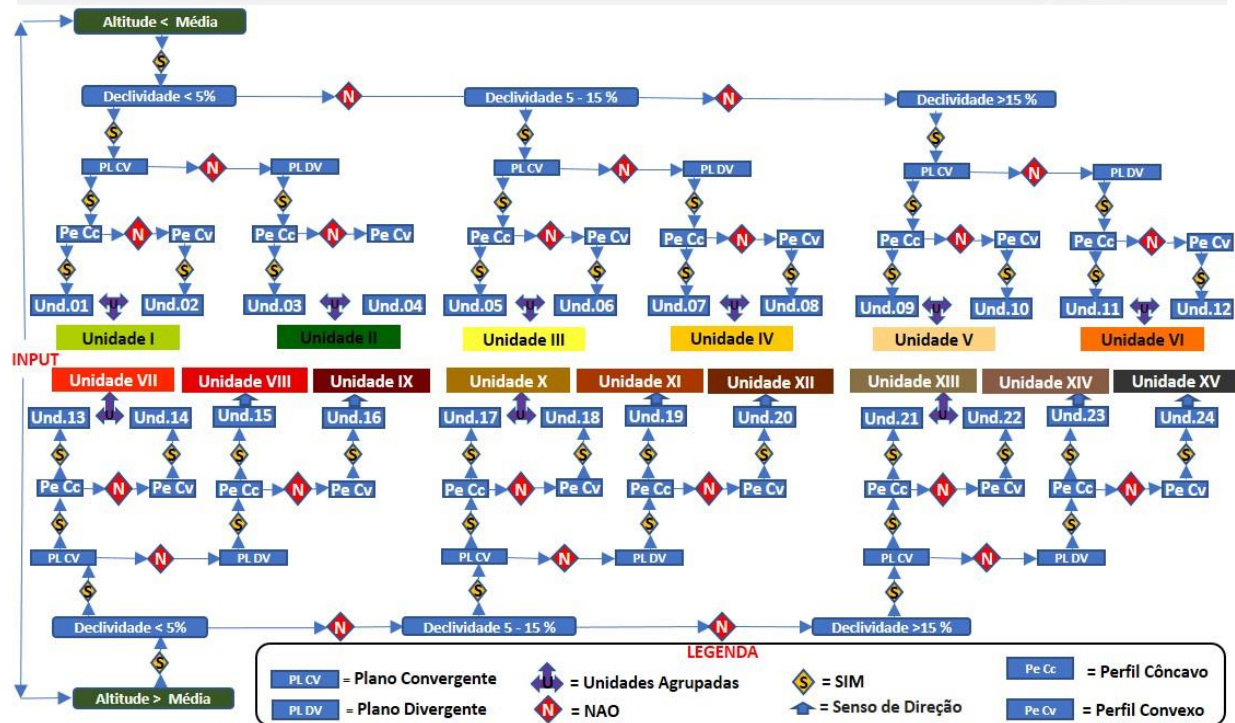 Altitude < Média
S
Declividade < 5% N Declividade 5 - 15 % N Declividade >15 %
S S S
PL CV N PL DV PL CV N PL DV PL CV N PL DV
S S S S S S
Pe Cc N Pe Cv Pe Cc N Pe Cv Pe Cc N Pe Cv Pe Cc N Pe Cv Pe Cc N Pe Cv Pe Cc N Pe Cv
S S S S S S S S S S
Und.01 U Und.02 Und.03 U Und.04 Und.05 U Und.06 Und.07 U Und.08 Und.09 U Und.10 Und.11 U Und.12
Unidade I Unidade II Unidade III Unidade IV Unidade V Unidade VI
INPUT
Unidade VII Unidade VIII Unidade IX Unidade X Unidade XI Unidade XII Unidade XIII Unidade XIV Unidade XV
Und.13 U Und.14 Und.15 Und.16 Und.17 U Und.18 Und.19 Und.20 Und.21 U Und.22 Und.23 Und.24
S S S S S S S S S S S S
Pe Cc N Pe Cv Pe Cc N Pe Cv Pe Cc N Pe Cv Pe Cc N Pe Cv Pe Cc N Pe Cv Pe Cc N Pe Cv
S S S S S S
PL CV N PL DV PL CV N PL DV PL CV N PL DV
S S S
Declividade < 5% N Declividade 5 - 15 % N Declividade >15 %
S
Altitude > Média
LEGENDA
PL CV = Plano Convergente U = Unidades Agrupadas S = SIM Pe Cc = Perfil Côncavo
PL DV = Plano Divergente N = NAO = Senso de Direção Pe Cv = Perfil Convexo